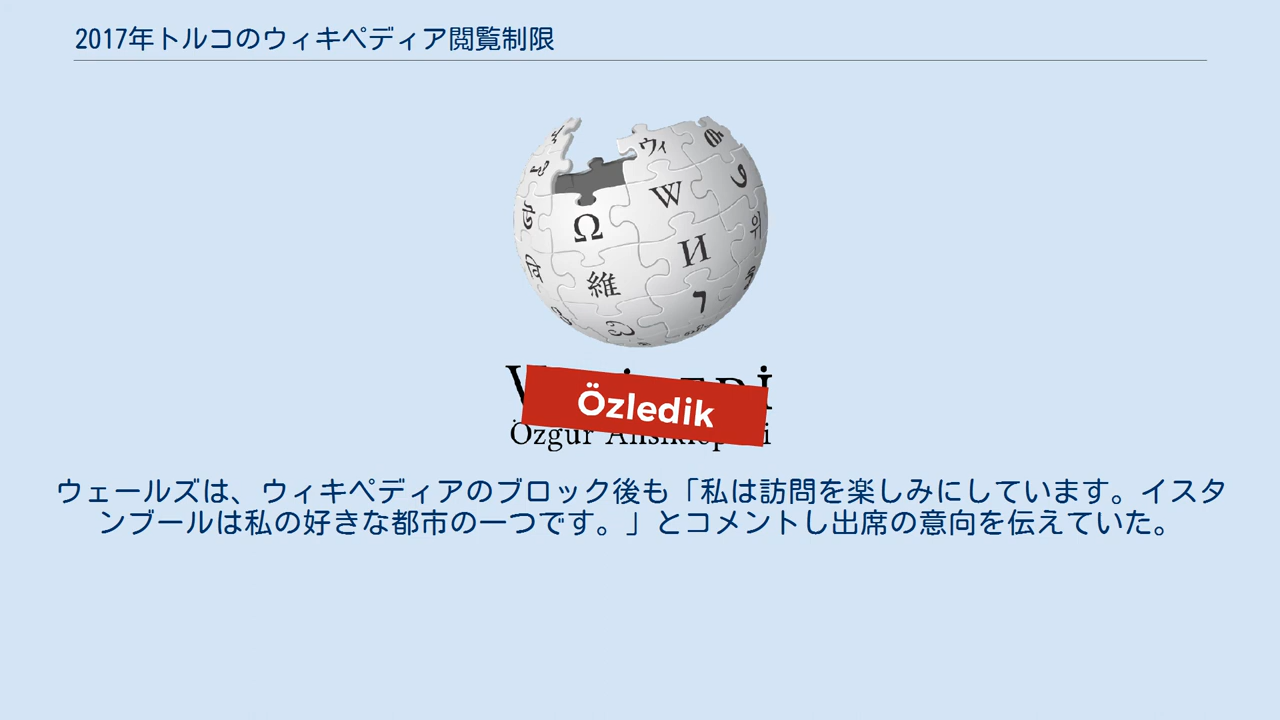 2017年トルコのウィキペディア閲覧制限
ウィ
Ω
W
И
維
위
Özledik
Özgür
ウェールズは、ウィキペディアのブロック後も「私は訪問を楽しみにしています。イスタ
ンブールは私の好きな都市の一つです。」とコメントし出席の意向を伝えていた。